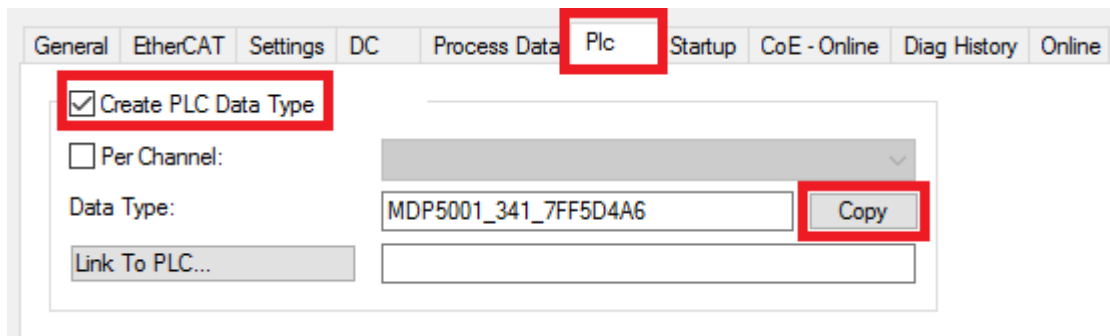 General EtherCAT Settings DC Process Data Plc Startup CoE - Online Diag History Online
Create PLC Data Type
Per Channel:
Data Type: MDP5001_341_7FF5D4A6 Copy
Link To PLC...